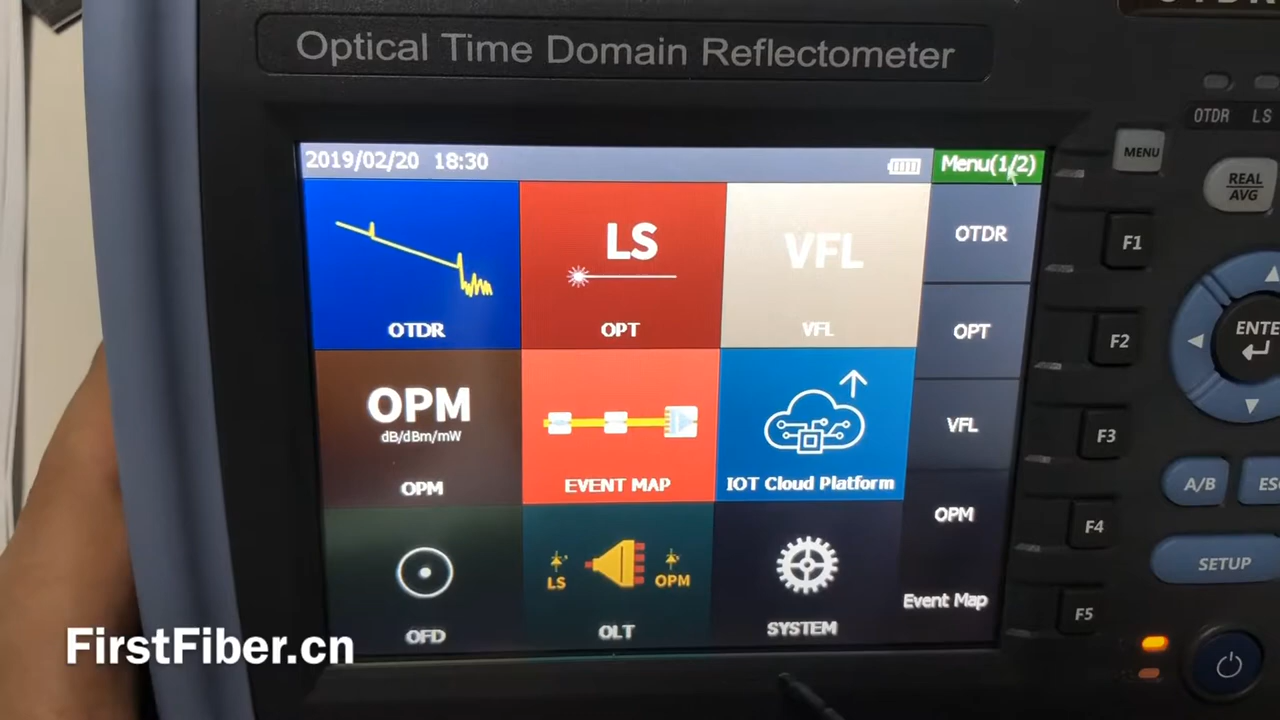 Optical Time Domain Reflectometer
2019/02/20 18:30
Menu(1/2)
OTDR LS
MENU
REAL
AVG
LS
VFL
OTDR
F1
OTDR
OPT
VFL
OPT
F2
ENTE
OPM
dB/dBm/mW
VFL
F3
OPM
EVENT MAP
IOT Cloud Platform
A/B
ESC
OPM
F4
LS
OPM
SETUP
Event Map
F5
OFD
OLT
SYSTEM
FirstFiber.cn